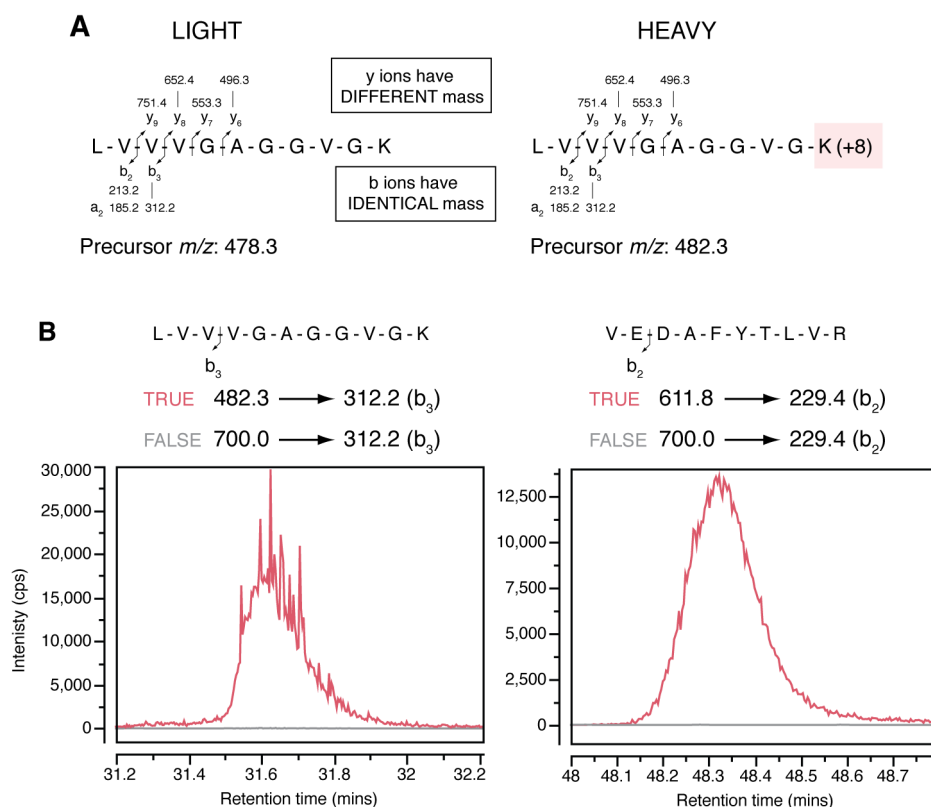 A
LIGHT
HEAVY
y ions have
DIFFERENT mass
652.4 496.3
751.4 553.3
y9 y8 y7 y6
L - V - V - V - G - A - G - G - V - G - K
b2 b3
213.2
a2 185.2 312.2
Precursor m/z: 478.3
b ions have
IDENTICAL mass
652.4 496.3
751.4 553.3
y9 y8 y7 y6
L - V - V - V - G - A - G - G - V - G - K (+8)
b2 b3
213.2
a2 185.2 312.2
Precursor m/z: 482.3
B
L - V - V - V - G - A - G - G - V - G - K
b3
TRUE 482.3 → 312.2 (b3)
FALSE 700.0 → 312.2 (b3)
V - E - D - A - F - Y - T - L - V - R
b2
TRUE 611.8 → 229.4 (b2)
FALSE 700.0 → 229.4 (b2)
Intenisty (cps)
30,000
25,000
20,000
15,000
10,000
5,000
0
31.2 31.4 31.6 31.8 32 32.2
Retention time (mins)
12,500
10,000
7,500
5,000
2,500
0
48 48.1 48.2 48.3 48.4 48.5 48.6 48.7
Retention time (mins)